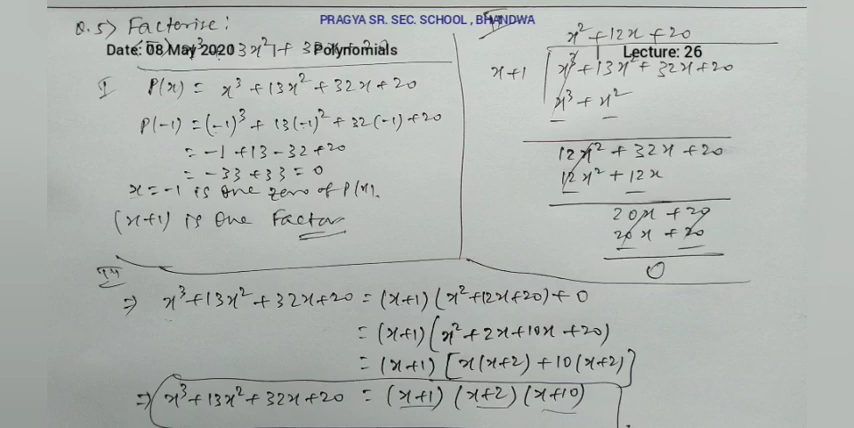 PRAGYA SR. SEC. SCHOOL , BHANDWA
Date: 08 May 2020 Polynomials Lecture: 26
Q.5> Factorise:
I P(x) = x³ + 13x² + 32x + 20
P(-1) = (-1)³ + 13(-1)² + 32(-1) + 20
= -1 + 13 - 32 + 20
= -33 + 33 = 0
x = -1 is one zero of P(x).
(x+1) is one Factor
II
x² + 12x + 20
x+1 | x³ + 13x² + 32x + 20
x³ + x²
— —
12x² + 32x + 20
12x² + 12x
— —
20x + 20
20x + 20
— —
0
III
⇒ x³ + 13x² + 32x + 20 = (x+1) (x² + 12x + 20) + 0
= (x+1) (x² + 2x + 10x + 20)
= (x+1) [x(x+2) + 10(x+2)]
⇒ x³ + 13x² + 32x + 20 = (x+1) (x+2) (x+10)